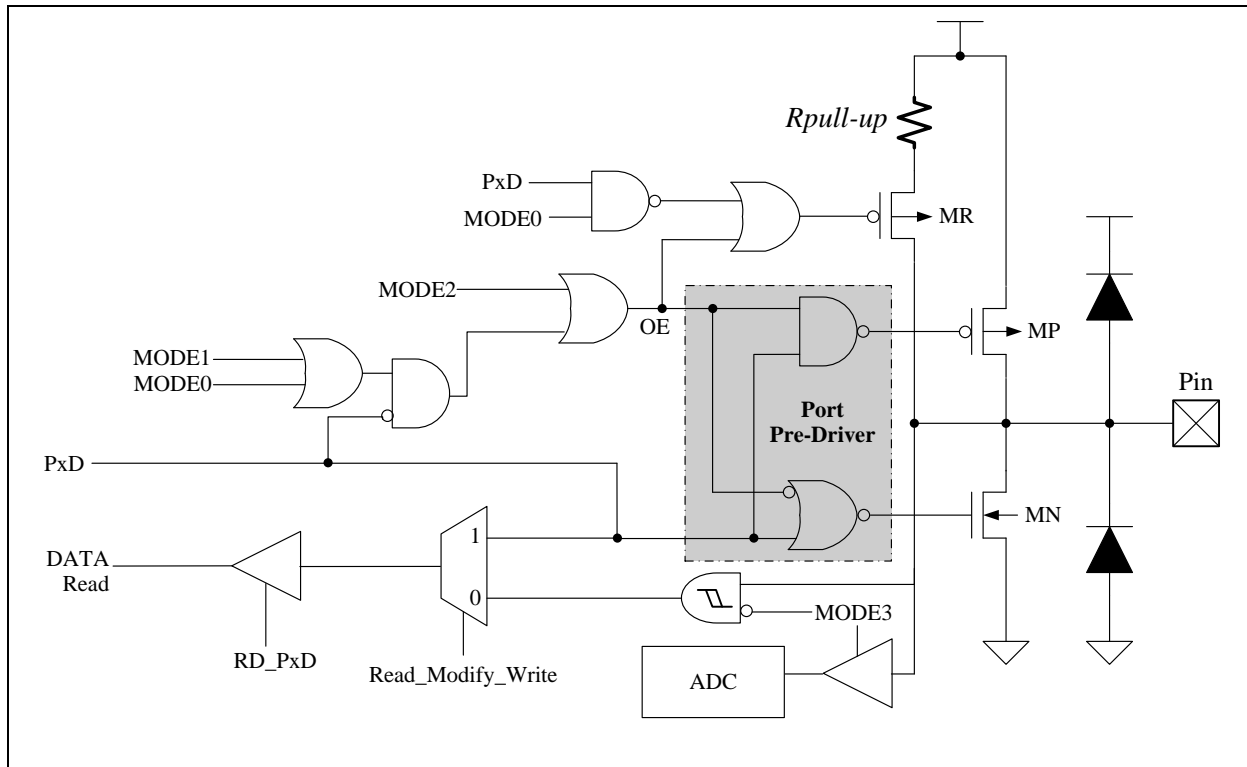 Rpull-up
PxD
MODE0
MR
MODE2
OE
MP
MODE1
MODE0
Pin
Port
Pre-Driver
PxD
MN
1
DATA
Read
0
MODE3
RD_PxD
Read_Modify_Write
ADC